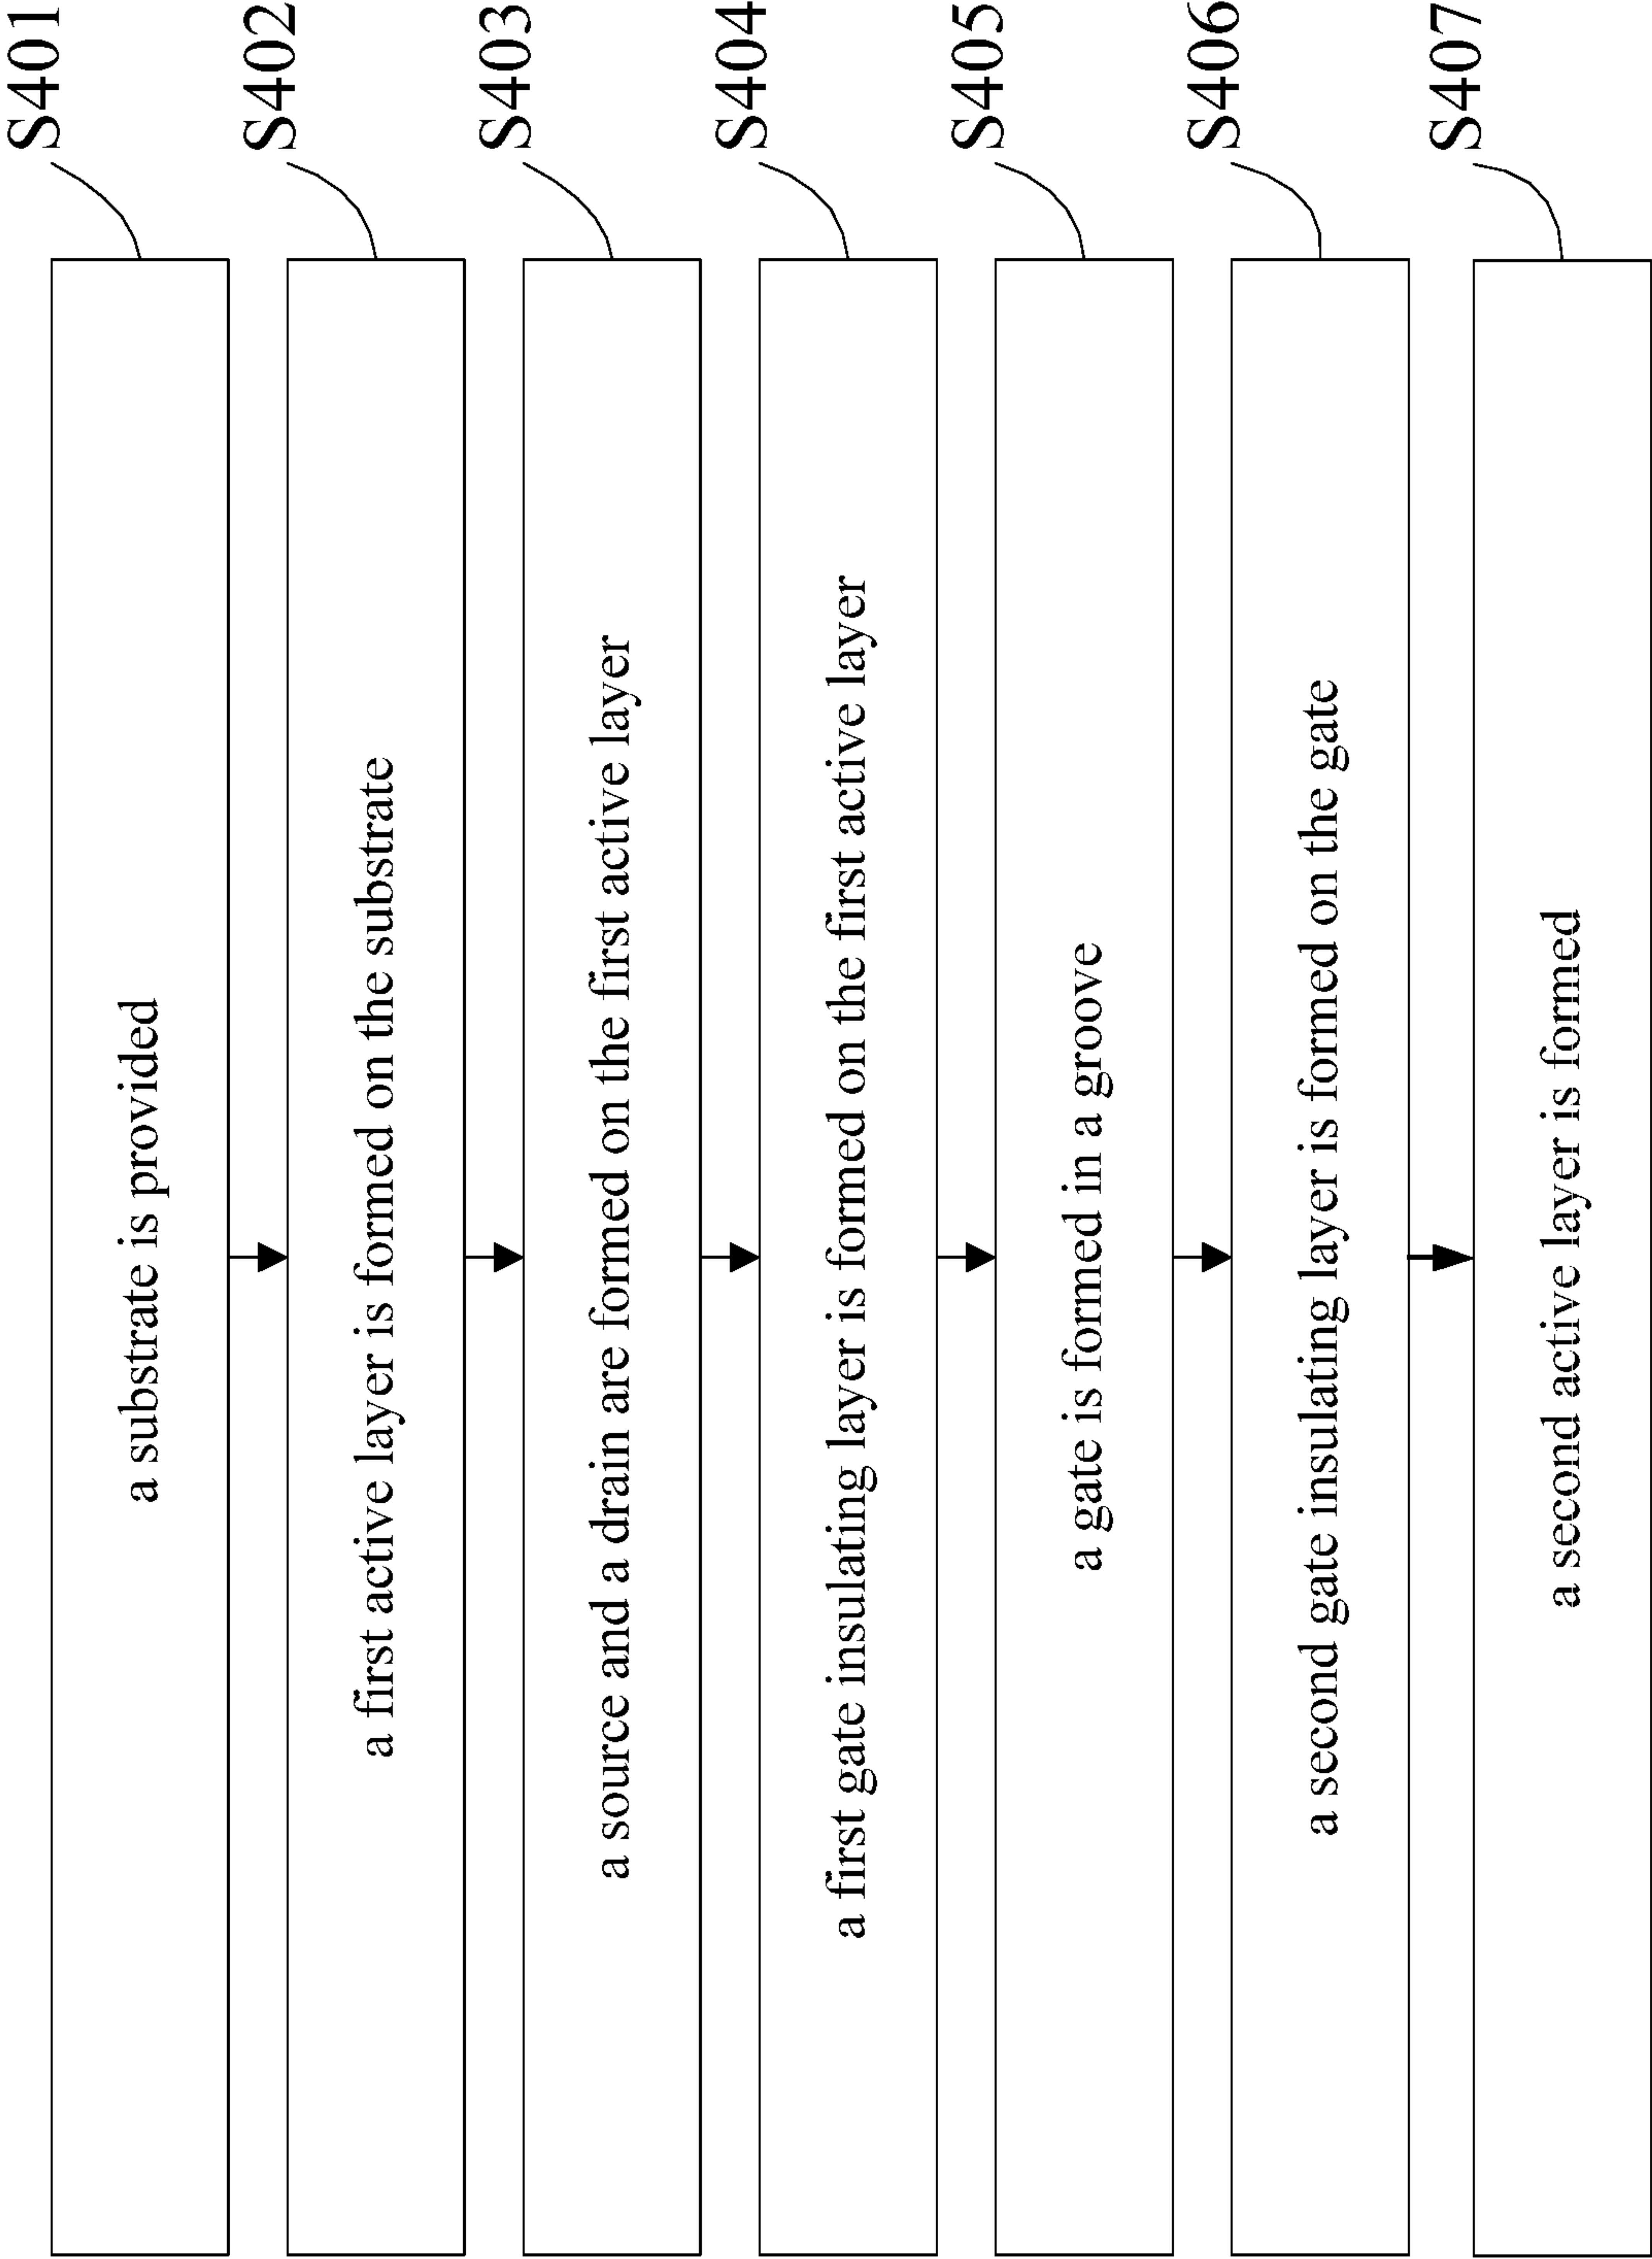 S401
a substrate is provided
S402
a first active layer is formed on the substrate
S403
a source and a drain are formed on the first active layer
S404
a first gate insulating layer is formed on the first active layer
S405
a gate is formed in a groove
S406
a second gate insulating layer is formed on the gate
S407
a second active layer is formed